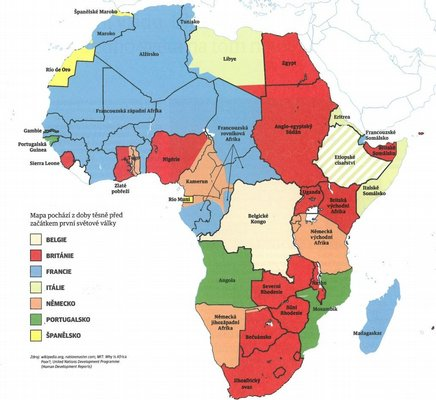 Španělské Maroko
Tunisko
Maroko
Alžírsko
Libye
Egypt
Rio de Oro
Francouzská západní Afrika
Francouzská
rovníková
Afrika
Anglo-egyptský
Súdán
Eritrea
Francouzské
Somálsko
Britské
Somálsko
Gambie
Portugalská
Guinea
Sierra Leone
Zlaté
pobřeží
Togo
Nigérie
Kamerun
Etiopské
císařství
Italské
Somálsko
Rio Muni
Uganda
Britská
východní
Afrika
Belgické
Kongo
Německá
východní
Afrika
Mapa pochází z doby těsně před
začátkem první světové války
BELGIE
BRITÁNIE
FRANCIE
ITÁLIE
NĚMECKO
PORTUGALSKO
ŠPANĚLSKO
Angola
Severní
Rhodesie
Mosambik
Jižní
Rhodesie
Madagaskar
Německá
jihozápadní
Afrika
Bečuánsko
Jihoafrický
svaz
Zdroj: wikipedia.org, nationmaster.com, MIT: Why Is Africa
Poor?, United Nations Development Programme
(Human Development Reports)